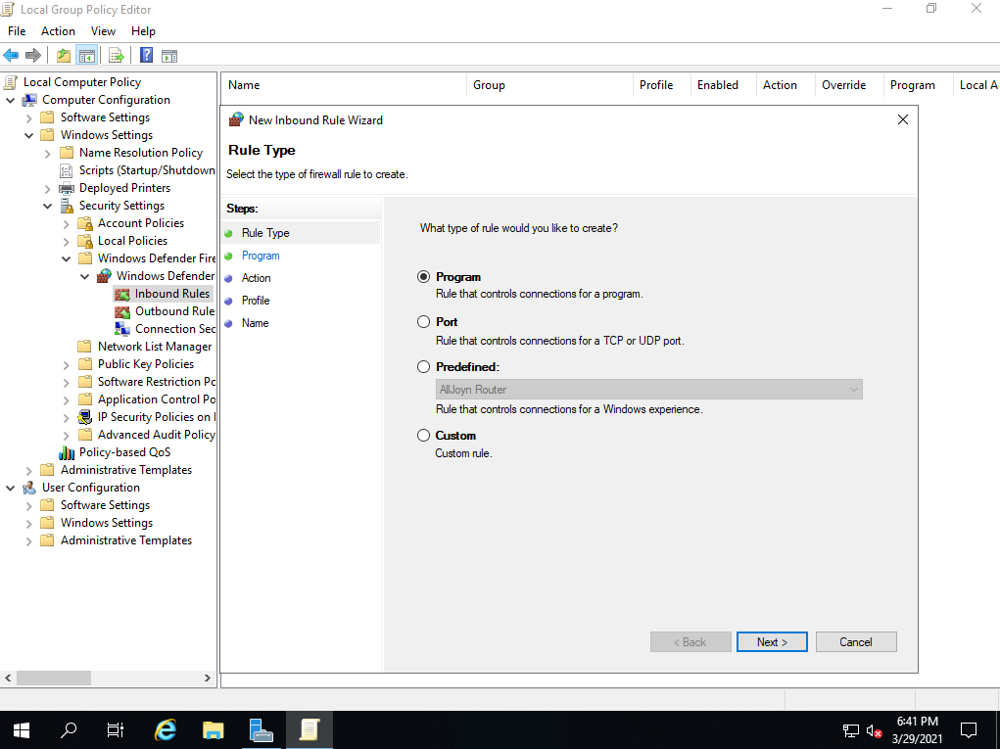 Local Group Policy Editor
File Action View Help
Local Computer Policy
Computer Configuration
Software Settings
Windows Settings
Name Resolution Policy
Scripts (Startup/Shutdown
Deployed Printers
Security Settings
Account Policies
Local Policies
Windows Defender Fire
Windows Defender
Inbound Rules
Outbound Rule
Connection Sec
Network List Manager
Public Key Policies
Software Restriction Po
Application Control Po
IP Security Policies on
Advanced Audit Policy
Policy-based QoS
Administrative Templates
User Configuration
Software Settings
Windows Settings
Administrative Templates
Name Group Profile Enabled Action Override Program Local A
New Inbound Rule Wizard
Rule Type
Select the type of firewall rule to create.
Steps:
Rule Type
Program
Action
Profile
Name
What type of rule would you like to create?
Program
Rule that controls connections for a program.
Port
Rule that controls connections for a TCP or UDP port.
Predefined:
AllJoyn Router
Rule that controls connections for a Windows experience.
Custom
Custom rule.
< Back Next > Cancel
6:41 PM
3/29/2021